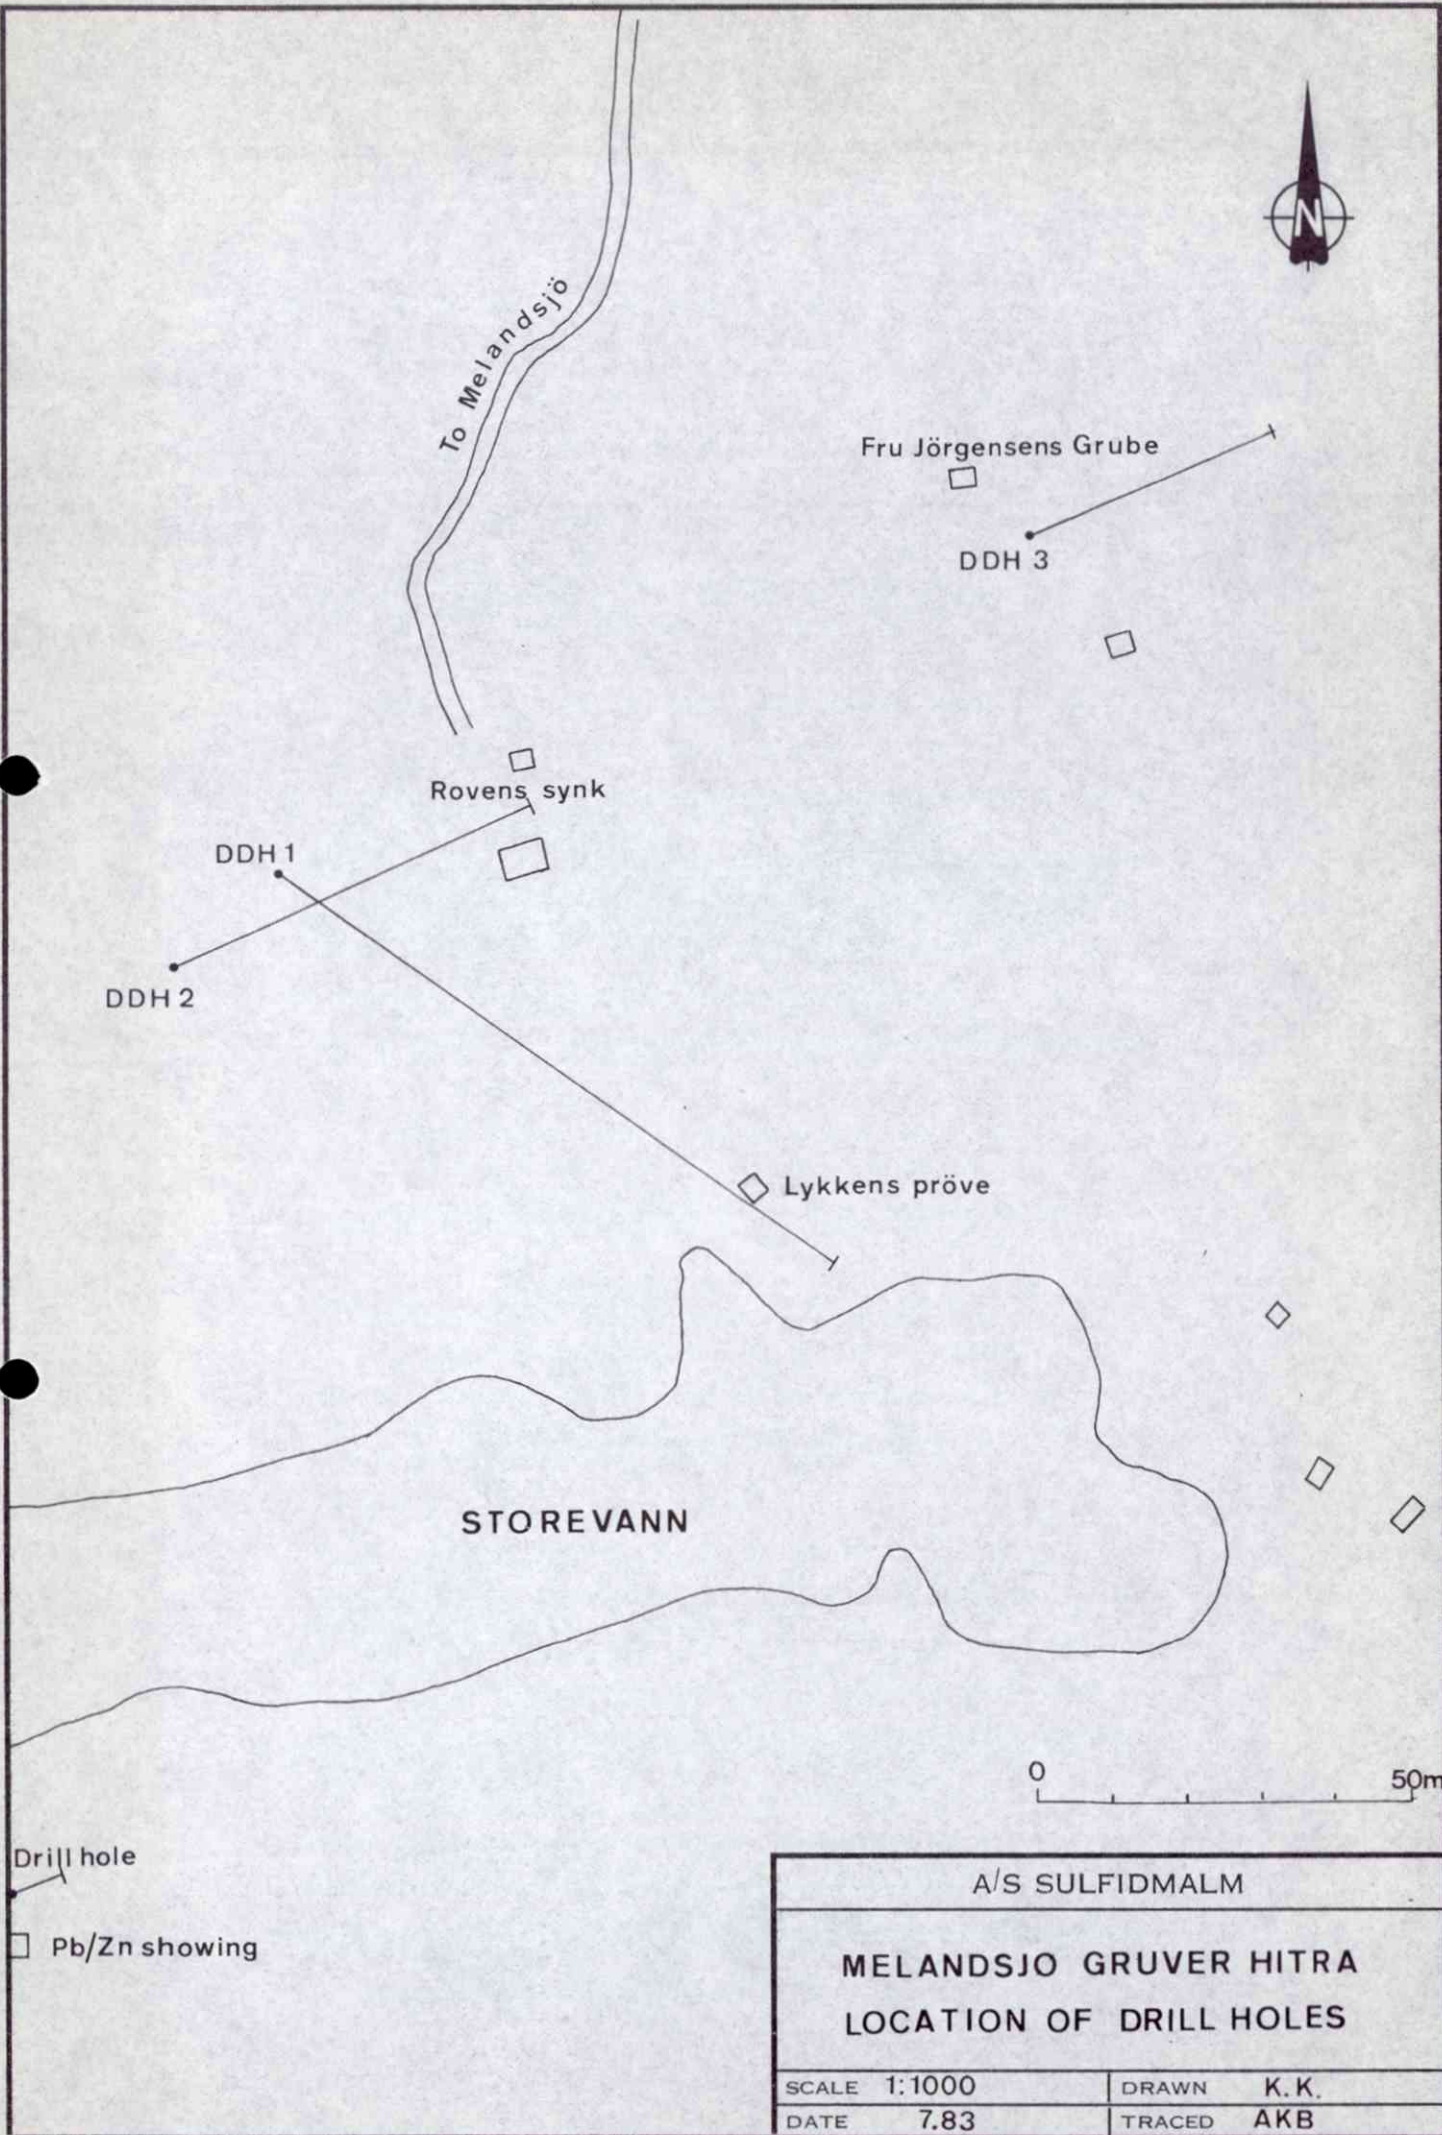 N
To Melandsjö
Fru Jörgensens Grube
DDH 3
Rovens synk
DDH 1
DDH 2
Lykkens pröve
STOREVANN
0 50m
Drill hole
Pb/Zn showing
A/S SULFIDMALM
MELANDSJO GRUVER HITRA
LOCATION OF DRILL HOLES
SCALE 1:1000 DRAWN K.K.
DATE 7.83 TRACED AKB